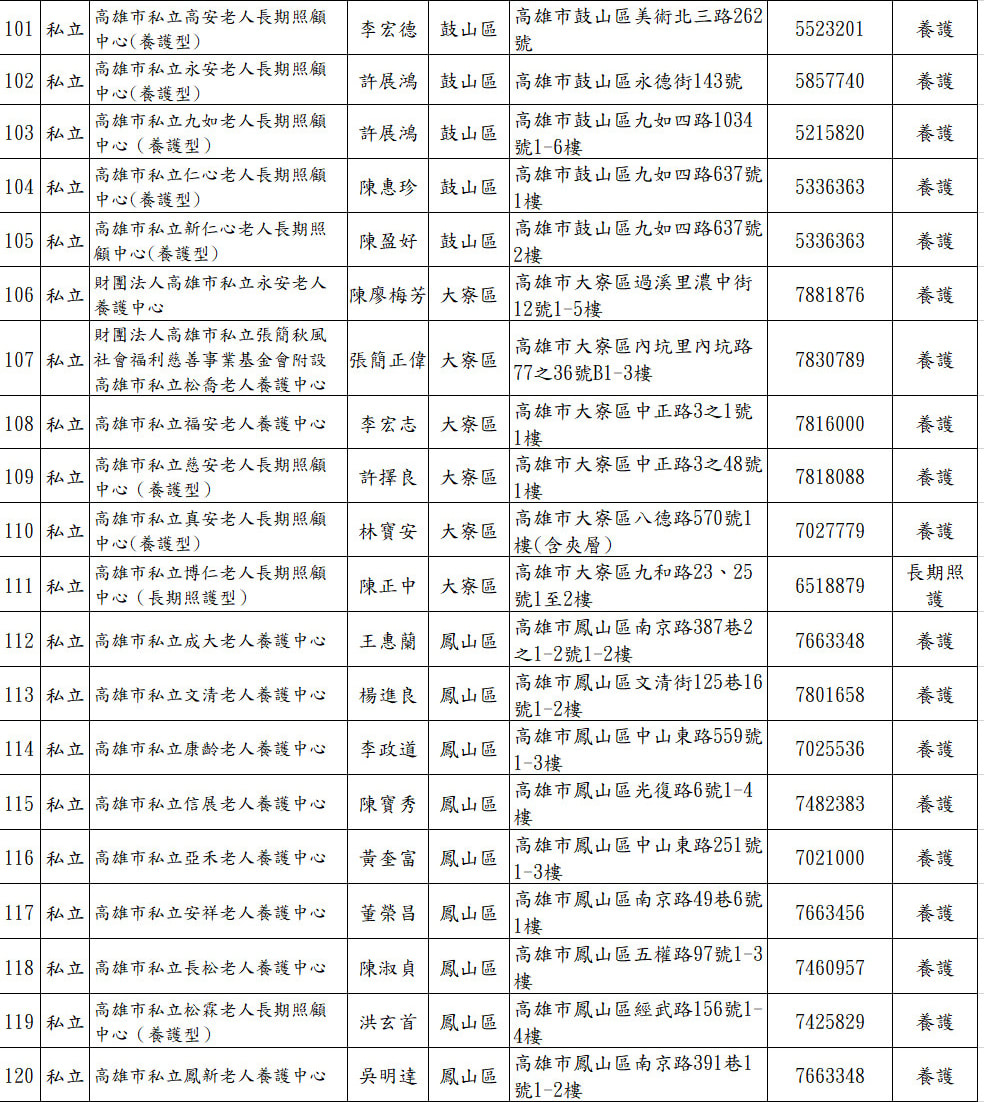 101 私立 高雄市私立高安老人長期照顧 李宏德 鼓山區 高雄市鼓山區美術北三路262 5523201 養護
中心(養護型) 號
102 私立 高雄市私立永安老人長期照顧 許展鴻 鼓山區 高雄市鼓山區永德街143號 5857740 養護
中心(養護型)
103 私立 高雄市私立九如老人長期照顧 許展鴻 鼓山區 高雄市鼓山區九如四路1034 5215820 養護
中心（養護型） 號1-6樓
104 私立 高雄市私立仁心老人長期照顧 陳惠珍 鼓山區 高雄市鼓山區九如四路637號 5336363 養護
中心(養護型) 1樓
105 私立 高雄市私立新仁心老人長期照 陳盈好 鼓山區 高雄市鼓山區九如四路637號 5336363 養護
顧中心(養護型) 2樓
106 私立 財團法人高雄市私立永安老人 陳廖梅芳 大寮區 高雄市大寮區過溪里濃中街 7881876 養護
養護中心 12號1-5樓
107 私立 財團法人高雄市私立張簡秋風 張簡正偉 大寮區 高雄市大寮區內坑里內坑路 7830789 養護
社會福利慈善事業基金會附設 77之36號B1-3樓
高雄市私立松喬老人養護中心
108 私立 高雄市私立福安老人養護中心 李宏志 大寮區 高雄市大寮區中正路3之1號 7816000 養護
1樓
109 私立 高雄市私立慈安老人長期照顧 許擇良 大寮區 高雄市大寮區中正路3之48號 7818088 養護
中心（養護型） 1樓
110 私立 高雄市私立真安老人長期照顧 林寶安 大寮區 高雄市大寮區八德路570號1 7027779 養護
中心(養護型) 樓(含夾層）
111 私立 高雄市私立博仁老人長期照顧 陳正中 大寮區 高雄市大寮區九和路23、25 6518879 長期照
中心（長期照護型） 號1至2樓 護
112 私立 高雄市私立成大老人養護中心 王惠蘭 鳳山區 高雄市鳳山區南京路387巷2 7663348 養護
之1-2號1-2樓
113 私立 高雄市私立文清老人養護中心 楊進良 鳳山區 高雄市鳳山區文清街125巷16 7801658 養護
號1-2樓
114 私立 高雄市私立康齡老人養護中心 李政道 鳳山區 高雄市鳳山區中山東路559號 7025536 養護
1-3樓
115 私立 高雄市私立信展老人養護中心 陳寶秀 鳳山區 高雄市鳳山區光復路6號1-4 7482383 養護
樓
116 私立 高雄市私立亞禾老人養護中心 黃奎富 鳳山區 高雄市鳳山區中山東路251號 7021000 養護
1-3樓
117 私立 高雄市私立安祥老人養護中心 董榮昌 鳳山區 高雄市鳳山區南京路49巷6號 7663456 養護
1樓
118 私立 高雄市私立長松老人養護中心 陳淑貞 鳳山區 高雄市鳳山區五權路97號1-3 7460957 養護
樓
119 私立 高雄市私立松霖老人長期照顧 洪玄首 鳳山區 高雄市鳳山區經武路156號1- 7425829 養護
中心（養護型） 4樓
120 私立 高雄市私立鳳新老人養護中心 吳明達 鳳山區 高雄市鳳山區南京路391巷1 7663348 養護
號1-2樓